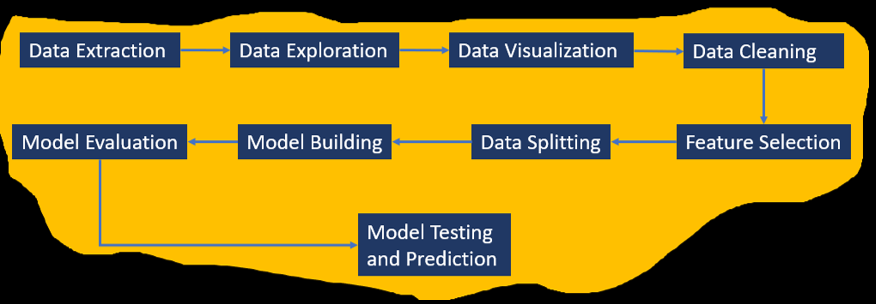 Data Extraction
Data Exploration
Data Visualization
Data Cleaning
Feature Selection
Data Splitting
Model Building
Model Evaluation
Model Testing
and Prediction